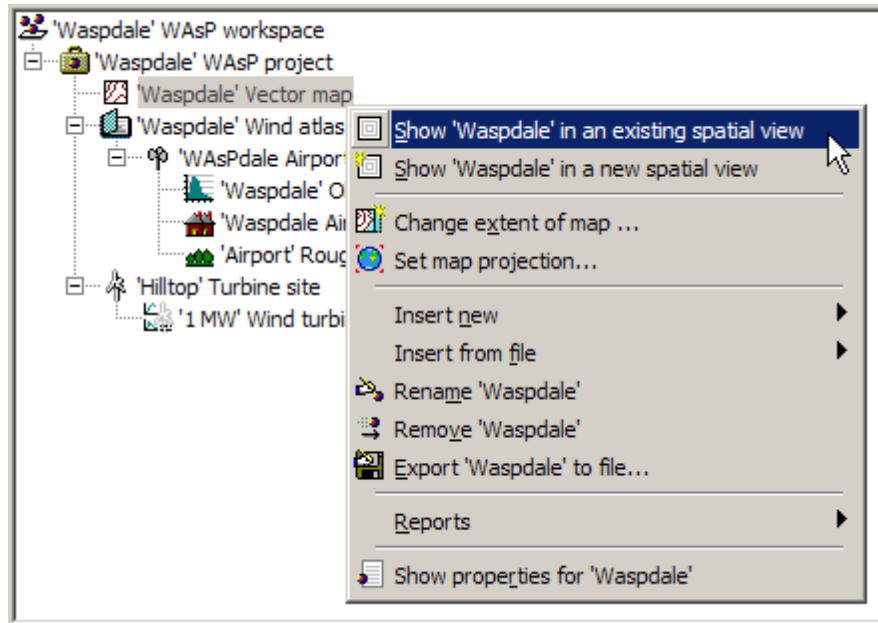 'Waspdale' WAsP workspace
'Waspdale' WAsP project
'Waspdale' Vector map
'Waspdale' Wind atlas
'WAsPdale Airport
'Waspdale'
'Waspdale
'Airport'
'Hilltop' Turbine site
'1 MW' Wind
Show 'Waspdale' in an existing spatial view
Show 'Waspdale' in a new spatial view
Change extent of map ...
Set map projection...
Insert new
Insert from file
Rename 'Waspdale'
Remove 'Waspdale'
Export 'Waspdale' to file...
Reports
Show properties for 'Waspdale'